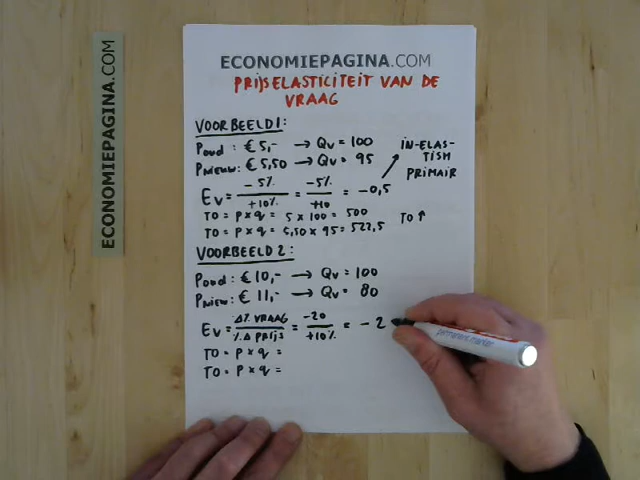 ECONOMIEPAGINA.COM
ECONOMIEPAGINA.COM
PRIJSELASTICITEIT VAN DE
VRAAG
VOORBEELD 1:
Poud: € 5,- → Qv = 100
Pnieuw: € 5,50 → Qv = 95
IN-ELAS-
TISH
PRIMAIR
Ev = -5% / +10% = -5% / +10 = -0,5
TO = P × q = 5 × 100 = 500
TO = P × q = 5,50 × 95 = 522,5
TO ↑
VOORBEELD 2:
Poud: € 10,- → Qv = 100
Pnieuw: € 11,- → Qv = 80
Ev = Δ% VRAAG / % Δ PRIJS = -20 / +10% = -2
TO = P × q =
TO = P × q =
permanent marker